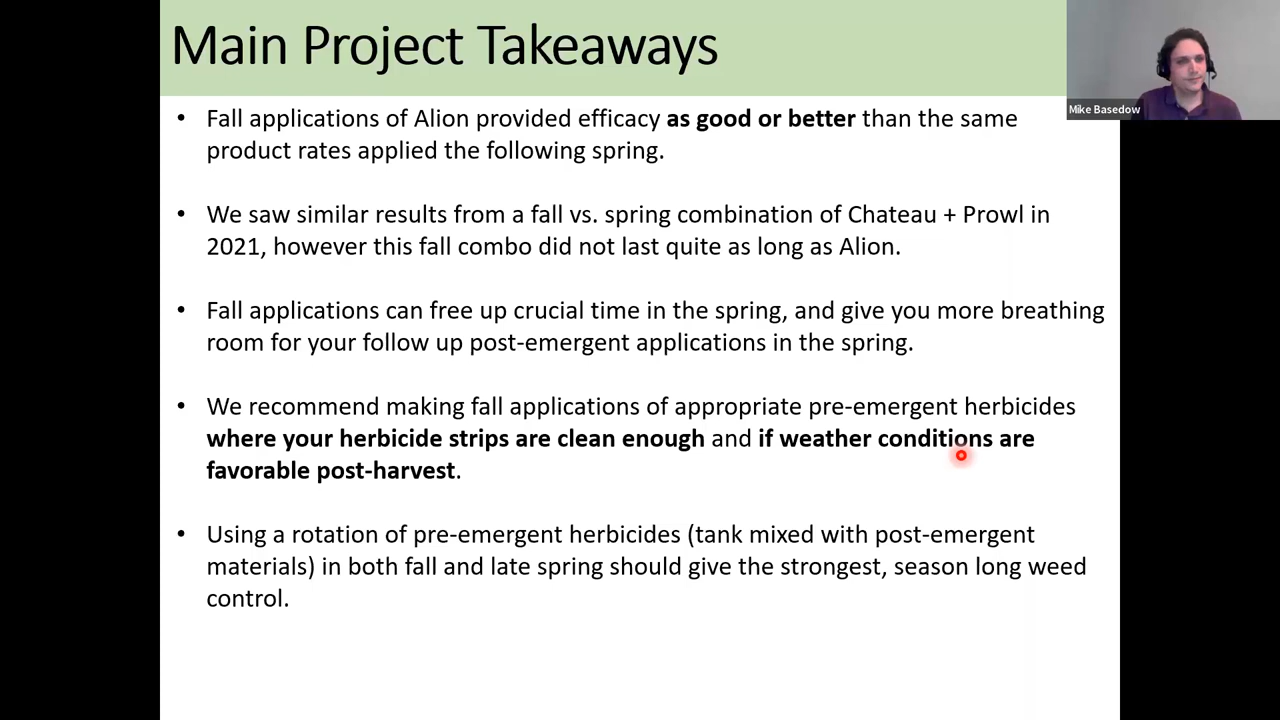 Main Project Takeaways
Mike Basedow
• Fall applications of Alion provided efficacy as good or better than the same
product rates applied the following spring.
• We saw similar results from a fall vs. spring combination of Chateau + Prowl in
2021, however this fall combo did not last quite as long as Alion.
• Fall applications can free up crucial time in the spring, and give you more breathing
room for your follow up post-emergent applications in the spring.
• We recommend making fall applications of appropriate pre-emergent herbicides
where your herbicide strips are clean enough and if weather conditions are
favorable post-harvest.
• Using a rotation of pre-emergent herbicides (tank mixed with post-emergent
materials) in both fall and late spring should give the strongest, season long weed
control.